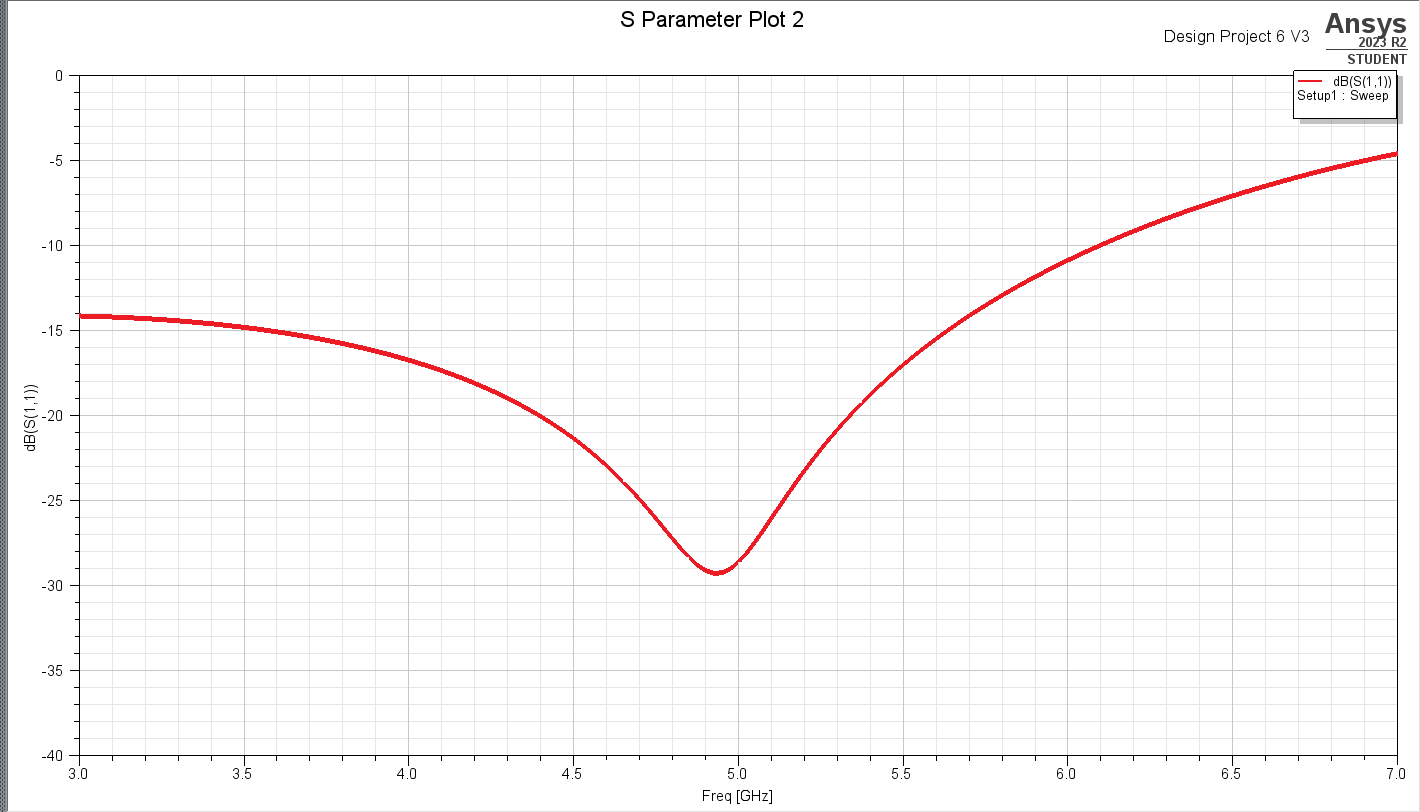 S Parameter Plot 2
Design Project 6 V3
Ansys
2023 R2
STUDENT
dB(S(1,1))
Setup1 : Sweep
0
-5
-10
-15
-20
-25
-30
-35
-40
dB(S(1,1))
3.0 3.5 4.0 4.5 5.0 5.5 6.0 6.5 7.0
Freq [GHz]